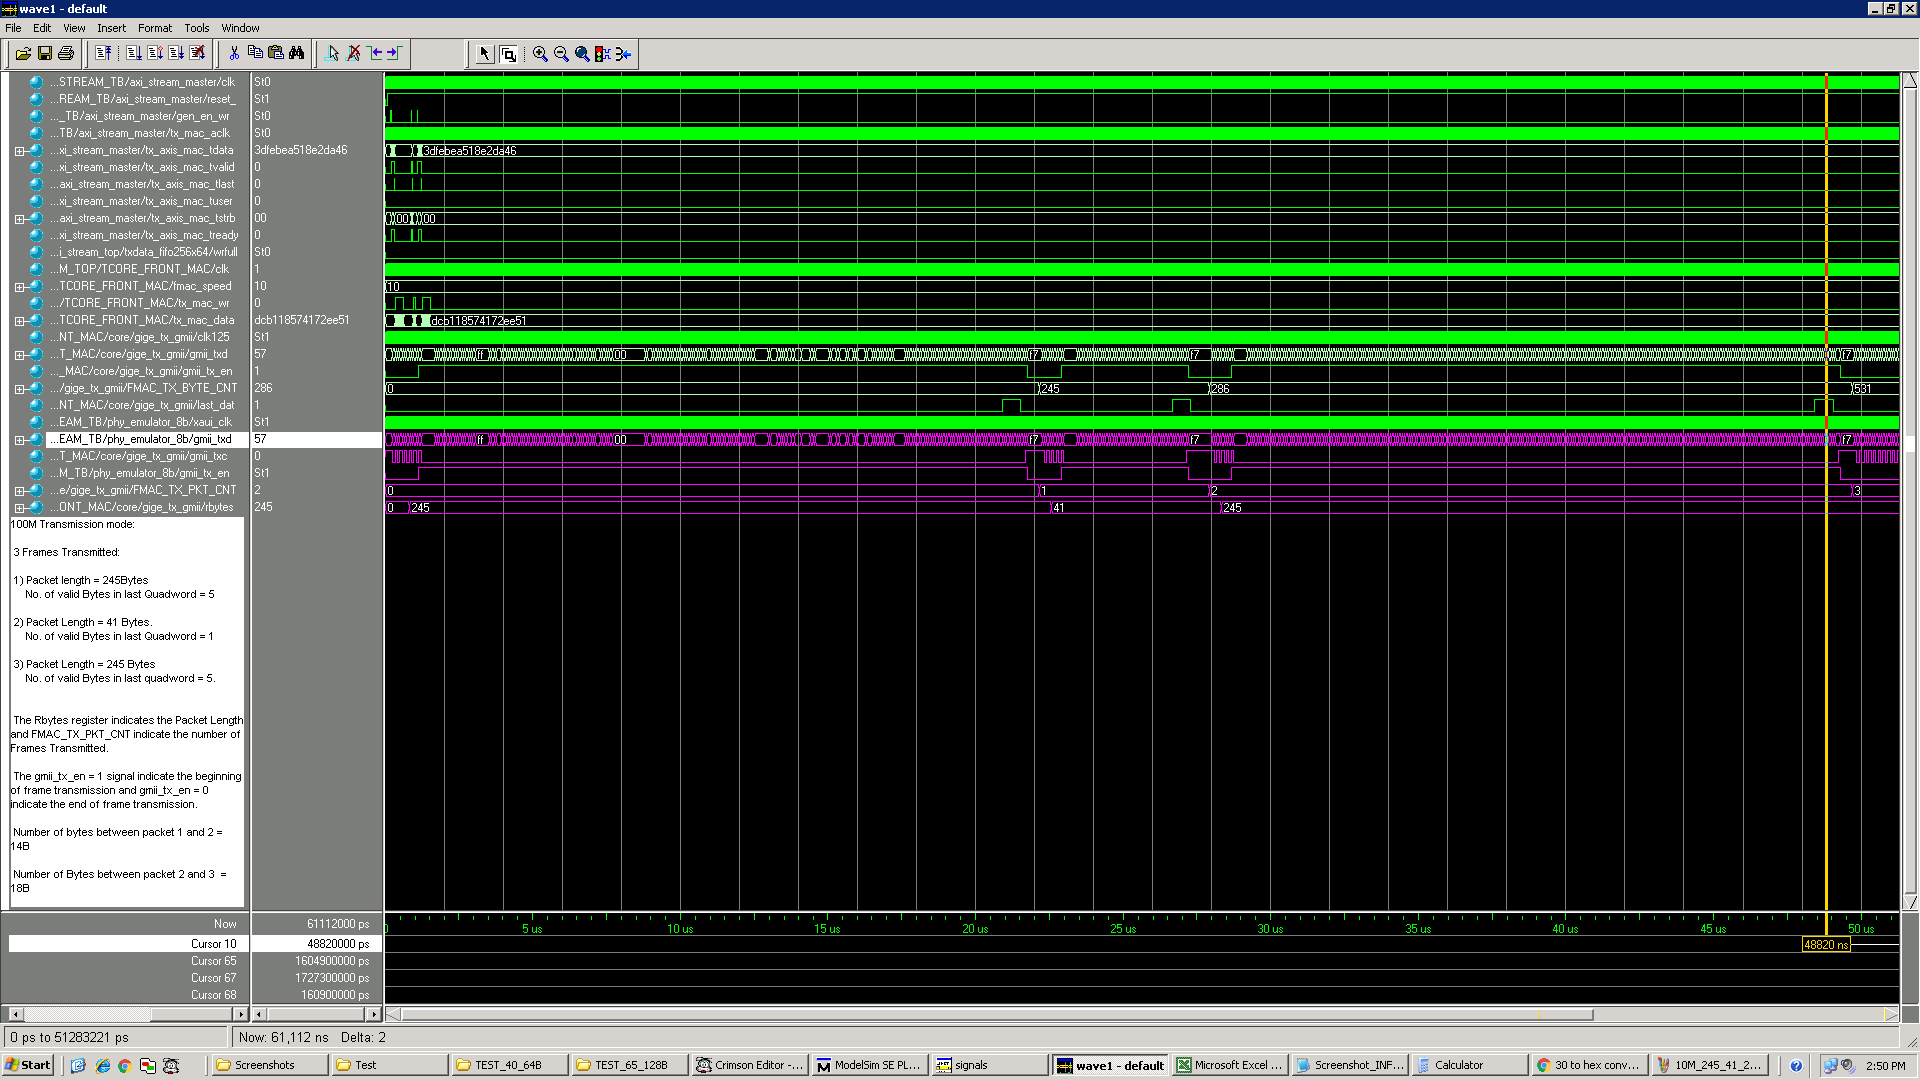 wave1 - default
File Edit View Insert Format Tools Window
...STREAM_TB/axi_stream_master/clk St0
...REAM_TB/axi_stream_master/reset_ St1
..._TB/axi_stream_master/gen_en_wr St0
...TB/axi_stream_master/tx_mac_aclk St0
...xi_stream_master/tx_axis_mac_tdata 3dfebea518e2da46 3dfebea518e2da46
...xi_stream_master/tx_axis_mac_tvalid 0
...axi_stream_master/tx_axis_mac_tlast 0
...xi_stream_master/tx_axis_mac_tuser 0
...axi_stream_master/tx_axis_mac_tstrb 00 00 00
...xi_stream_master/tx_axis_mac_tready 0
...i_stream_top/txdata_fifo256x64/wrfull St0
...M_TOP/TCORE_FRONT_MAC/clk 1
...TCORE_FRONT_MAC/fmac_speed 10 10
.../TCORE_FRONT_MAC/tx_mac_wr 0
...TCORE_FRONT_MAC/tx_mac_data dcb118574172ee51 dcb118574172ee51
...NT_MAC/core/gige_tx_gmii/clk125 St1
...T_MAC/core/gige_tx_gmii/gmii_txd 57 ff 00 f7 f7 f7
..._MAC/core/gige_tx_gmii/gmii_tx_en 1
.../gige_tx_gmii/FMAC_TX_BYTE_CNT 286 0 245 286 531
...NT_MAC/core/gige_tx_gmii/last_dat 1
...EAM_TB/phy_emulator_8b/xaui_clk St1
...EAM_TB/phy_emulator_8b/gmii_txd 57 ff 00 f7 f7 f7
...T_MAC/core/gige_tx_gmii/gmii_txc 0
...M_TB/phy_emulator_8b/gmii_tx_en St1
...e/gige_tx_gmii/FMAC_TX_PKT_CNT 2 0 1 2 3
...ONT_MAC/core/gige_tx_gmii/rbytes 245 0 245 41 245
100M Transmission mode:
3 Frames Transmitted:
1) Packet length = 245Bytes
No. of valid Bytes in last Quadword = 5
2) Packet Length = 41 Bytes.
No. of valid Bytes in last Quadword = 1
3) Packet Length = 245 Bytes
No. of valid Bytes in last quadword = 5.
The Rbytes register indicates the Packet Length
and FMAC_TX_PKT_CNT indicate the number of
Frames Transmitted.
The gmii_tx_en = 1 signal indicate the beginning
of frame transmission and gmii_tx_en = 0
indicate the end of frame transmission.
Number of bytes between packet 1 and 2 =
14B
Number of Bytes between packet 2 and 3 =
18B
Now 61112000 ps 0 5 us 10 us 15 us 20 us 25 us 30 us 35 us 40 us 45 us 50 us
Cursor 10 48820000 ps 48820 ns
Cursor 65 1604900000 ps
Cursor 67 1727300000 ps
Cursor 68 160900000 ps
0 ps to 51283221 ps Now: 61,112 ns Delta: 2
Start Screenshots Test TEST_40_64B TEST_65_128B Crimson Editor -... ModelSim SE PL... signals wave1 - default Microsoft Excel ... Screenshot_INF... Calculator 30 to hex conv... 10M_245_41_2... 2:50 PM